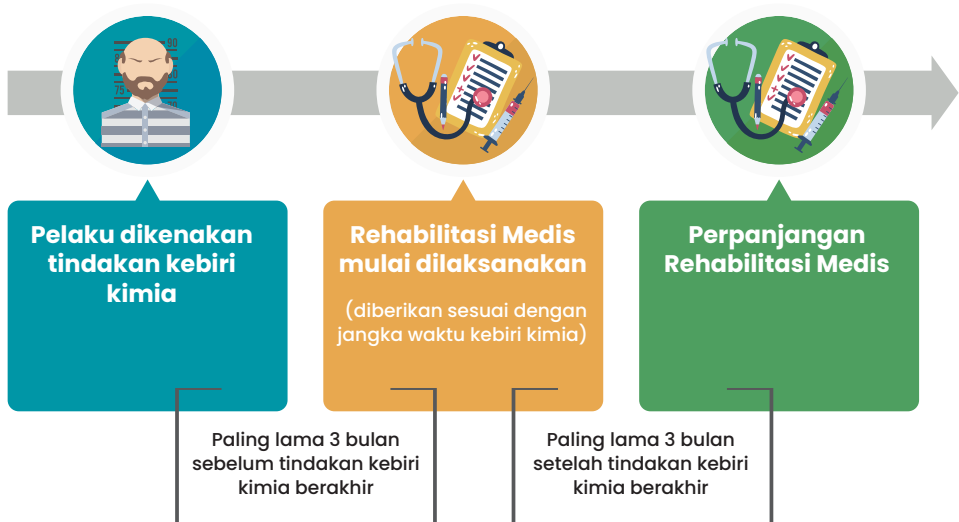 90
75
Pelaku dikenakan
tindakan kebiri
kimia
Rehabilitasi Medis
mulai dilaksanakan
(diberikan sesuai dengan
jangka waktu kebiri kimia)
Perpanjangan
Rehabilitasi Medis
Paling lama 3 bulan
sebelum tindakan kebiri
kimia berakhir
Paling lama 3 bulan
setelah tindakan kebiri
kimia berakhir